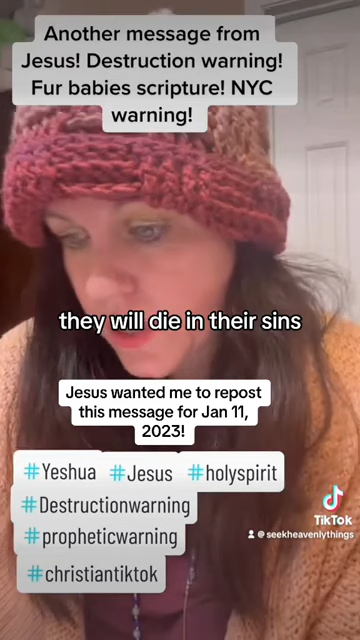 Another message from
Jesus! Destruction warning!
Fur babies scripture! NYC
warning!
they will die in their sins
Jesus wanted me to repost
this message for Jan 11,
2023!
#Yeshua #Jesus #holyspirit
#Destructionwarning
#propheticwarning
#christiantiktok
TikTok
@seekheavenlythings